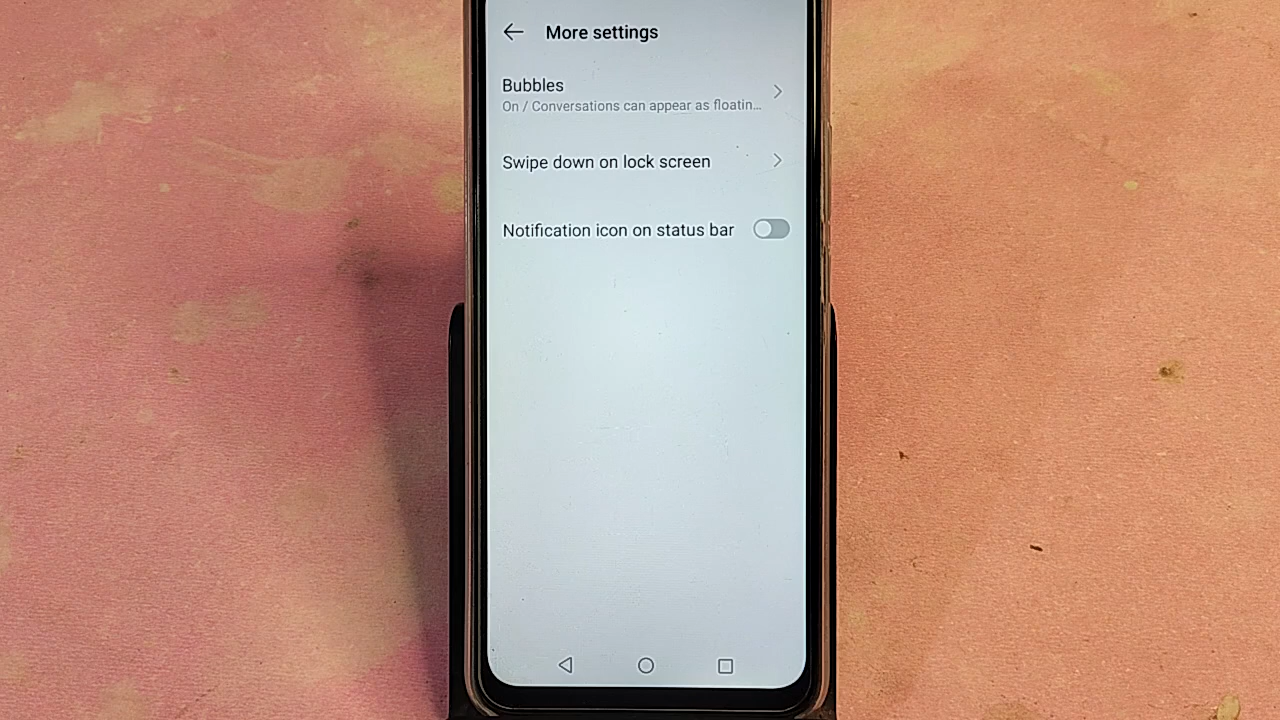 More settings
Bubbles
On / Conversations can appear as floatin...
Swipe down on lock screen
Notification icon on status bar